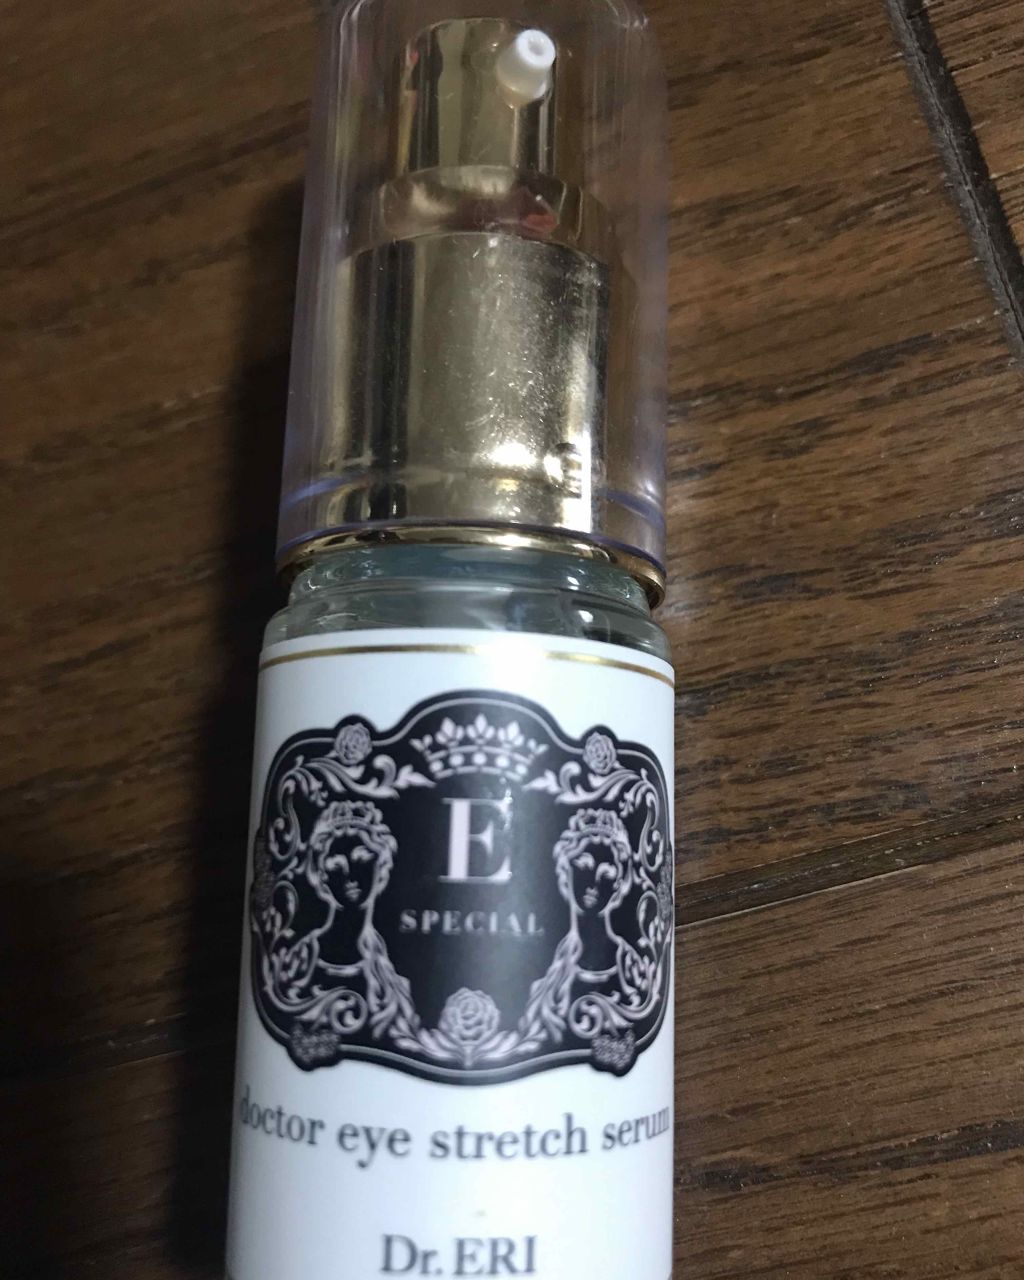 E
SPECIAL
doctor eye stretch serum
Dr. ERI